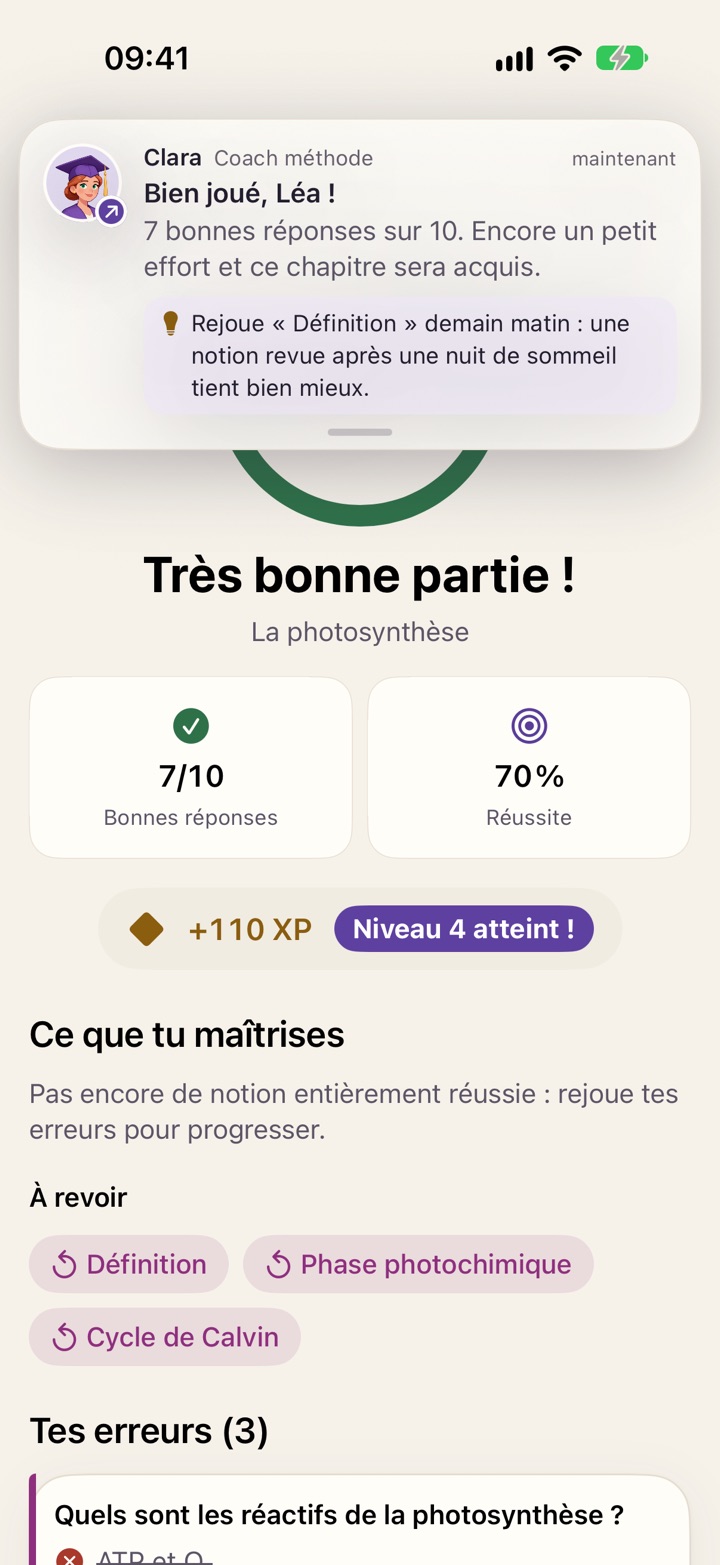 09:41
Clara Coach méthode maintenant
Bien joué, Léa !
7 bonnes réponses sur 10. Encore un petit
effort et ce chapitre sera acquis.
Rejoue « Définition » demain matin : une
notion revue après une nuit de sommeil
tient bien mieux.
Très bonne partie !
La photosynthèse
7/10
Bonnes réponses
70 %
Réussite
+110 XP
Niveau 4 atteint !
Ce que tu maîtrises
Pas encore de notion entièrement réussie : rejoue tes
erreurs pour progresser.
À revoir
Définition
Phase photochimique
Cycle de Calvin
Tes erreurs (3)
Quels sont les réactifs de la photosynthèse ?
ATP et